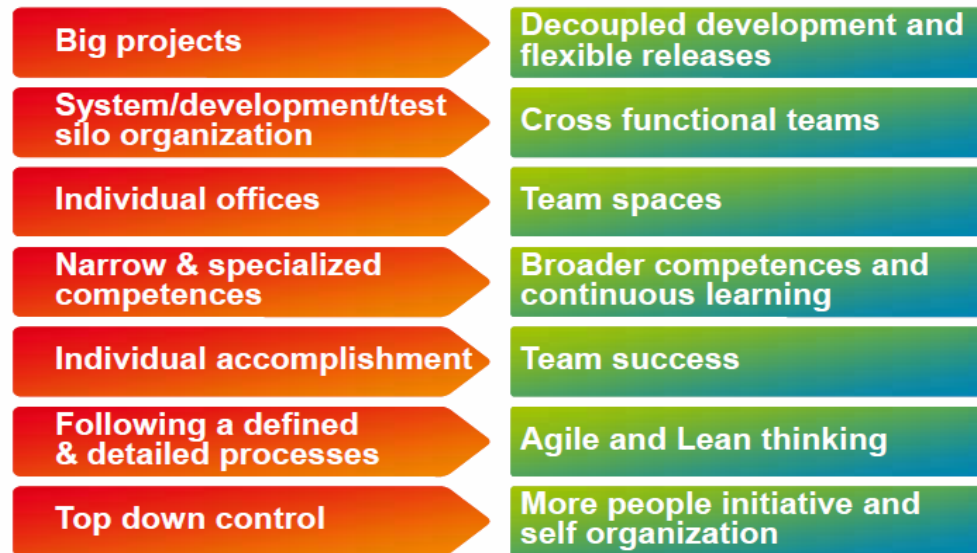 Big projects
Decoupled development and
flexible releases
System/development/test
silo organization
Cross functional teams
Individual offices
Team spaces
Narrow & specialized
competences
Broader competences and
continuous learning
Individual accomplishment
Team success
Following a defined
& detailed processes
Agile and Lean thinking
Top down control
More people initiative and
self organization